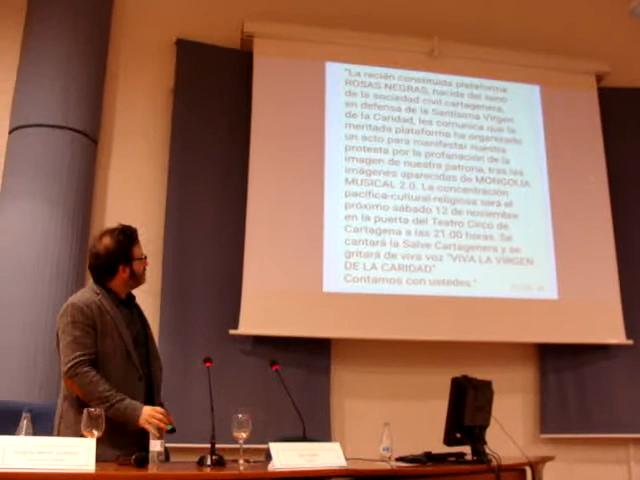 "La recién construida plataforma
ROSAS NEGRAS, nacida del seno
de la sociedad civil cartagenera,
en defensa de la Santísima Virgen
de la Caridad, les comunica que la
meritada plataforma ha organizado
un acto para manifestar nuestra
protesta por la profanación de la
imagen de nuestra patrona, tras las
imágenes aparecidas de MONGOLIA
MUSICAL 2.0. La concentración
pacífica-cultural-religiosa será el
próximo sábado 12 de noviembre
en la puerta del Teatro Circo de
Cartagena a las 21.00 horas. Se
cantará la Salve Cartagenera y se
gritará de viva voz "VIVA LA VIRGEN
DE LA CARIDAD"
Contamos con ustedes."